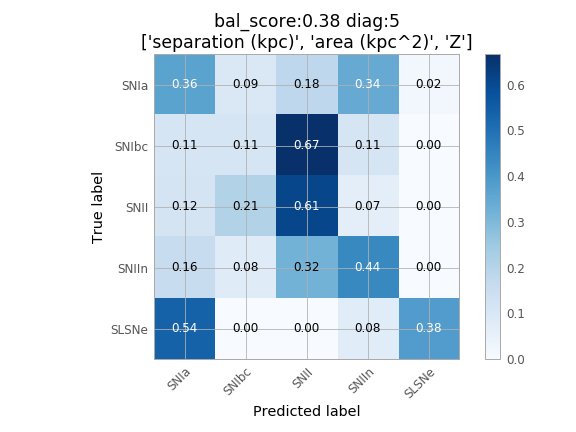 bal_score:0.38 diag:5
['separation (kpc)', 'area (kpc^2)', 'Z']
SNIa 0.36 0.09 0.18 0.34 0.02
SNIbc 0.11 0.11 0.67 0.11 0.00
SNII 0.12 0.21 0.61 0.07 0.00
SNIIn 0.16 0.08 0.32 0.44 0.00
SLSNe 0.54 0.00 0.00 0.08 0.38
SNIa SNIbc SNII SNIIn SLSNe
Predicted label
True label
0.6
0.5
0.4
0.3
0.2
0.1
0.0